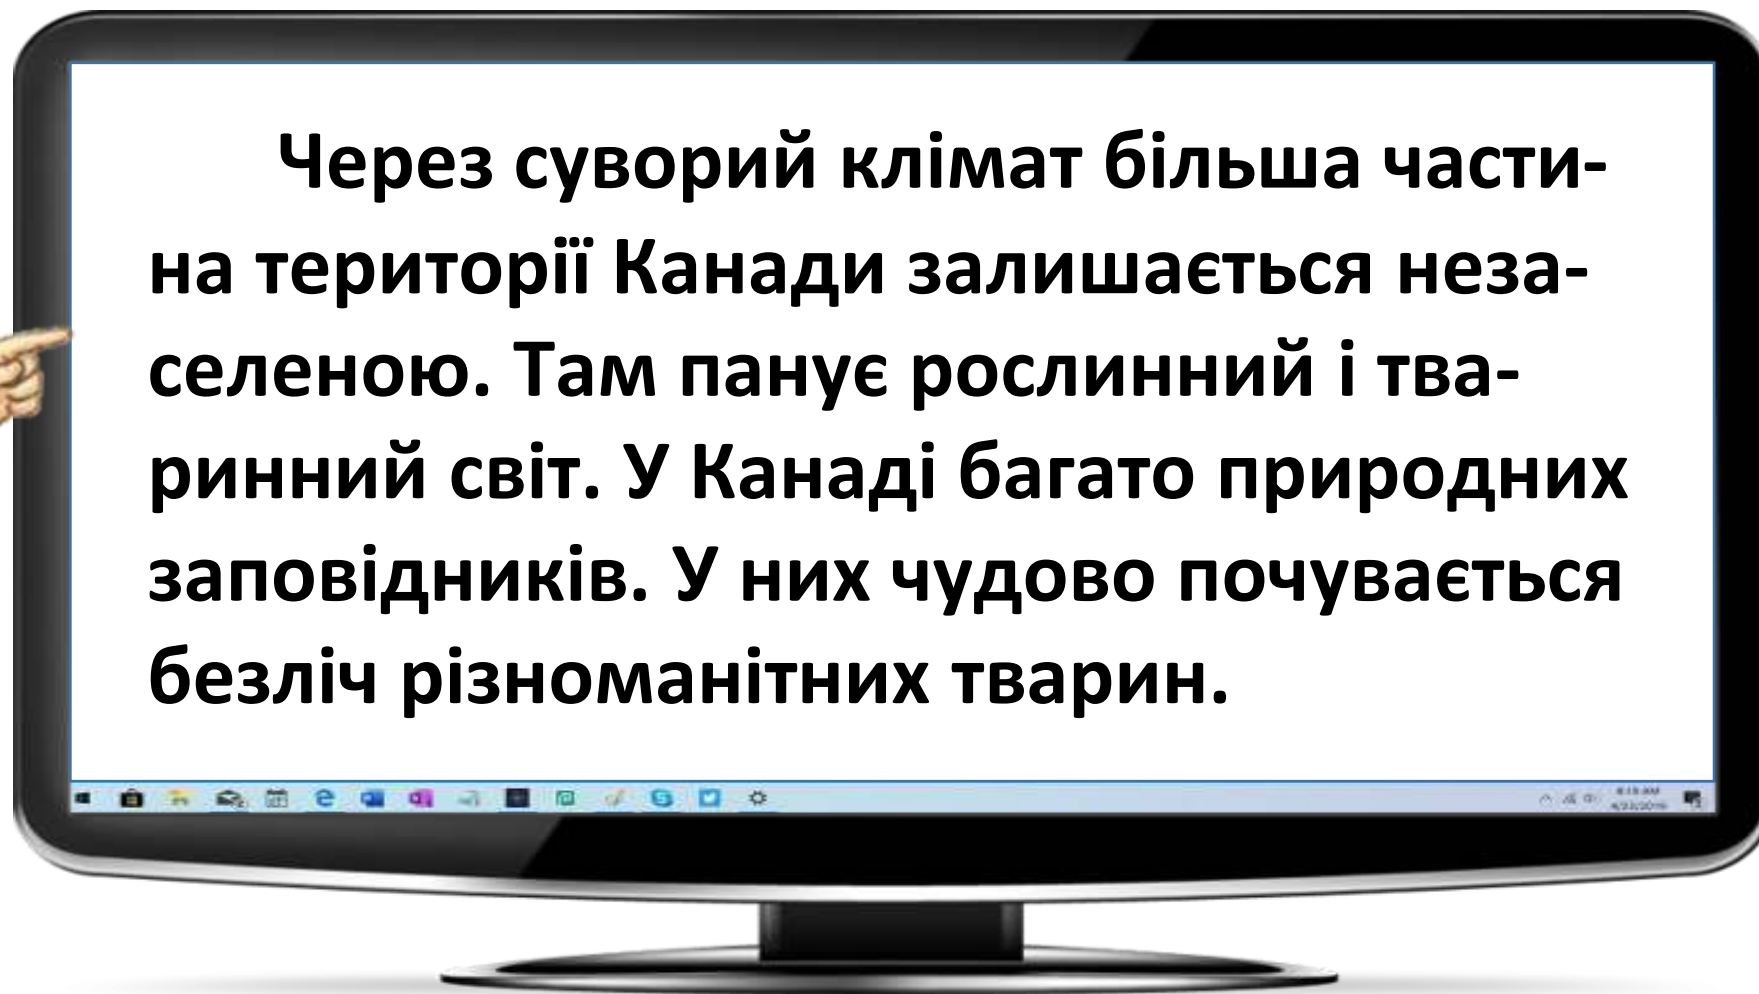 Через суворий клімат більша части-
на території Канади залишається неза-
селеною. Там панує рослинний і тва-
ринний світ. У Канаді багато природних
заповідників. У них чудово почувається
безліч різноманітних тварин.